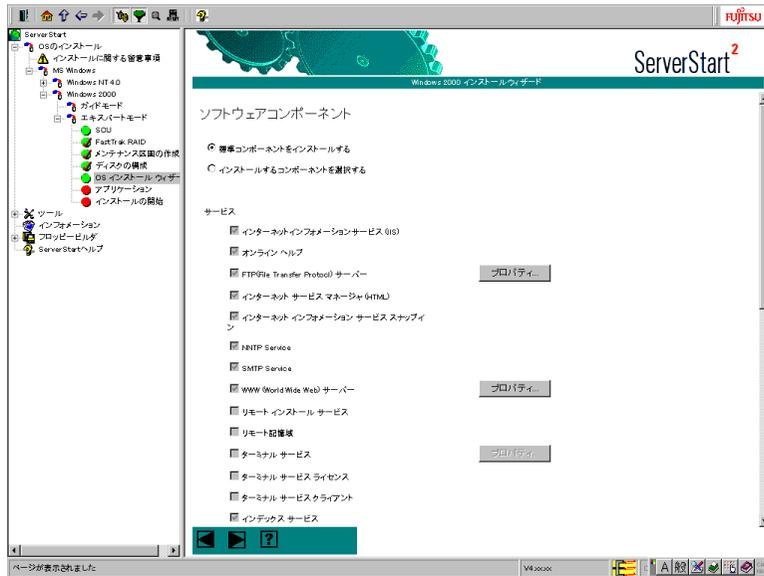 FUJITSU
ServerStart
OSのインストール
インストールに関する留意事項
MS Windows
Windows NT 4.0
Windows 2000
ガイドモード
エキスパートモード
SCU
FastTrak RAID
メンテナンス区画の作成
ディスクの構成
OS インストール ウィザー
アプリケーション
インストールの開始
ツール
インフォメーション
フロッピービルダ
ServerStartヘルプ
ServerStart2
Windows 2000 インストールウィザード
ソフトウェアコンポーネント
標準コンポーネントをインストールする
インストールするコンポーネントを選択する
サービス
インターネットインフォメーションサービス (IIS)
オンライン ヘルプ
FTP(File Transfer Protocol) サーバー
プロパティ...
インターネット サービス マネージャ (HTML)
インターネット インフォメーション サービス スナップイ
ン
NNTP Service
SMTP Service
WWW (World Wide Web) サーバー
プロパティ...
リモート インストール サービス
リモート記憶域
ターミナル サービス
プロパティ...
ターミナル サービス ライセンス
ターミナル サービス クライアント
インデックス サービス
ページが表示されました
V4.xx.xx
A 般